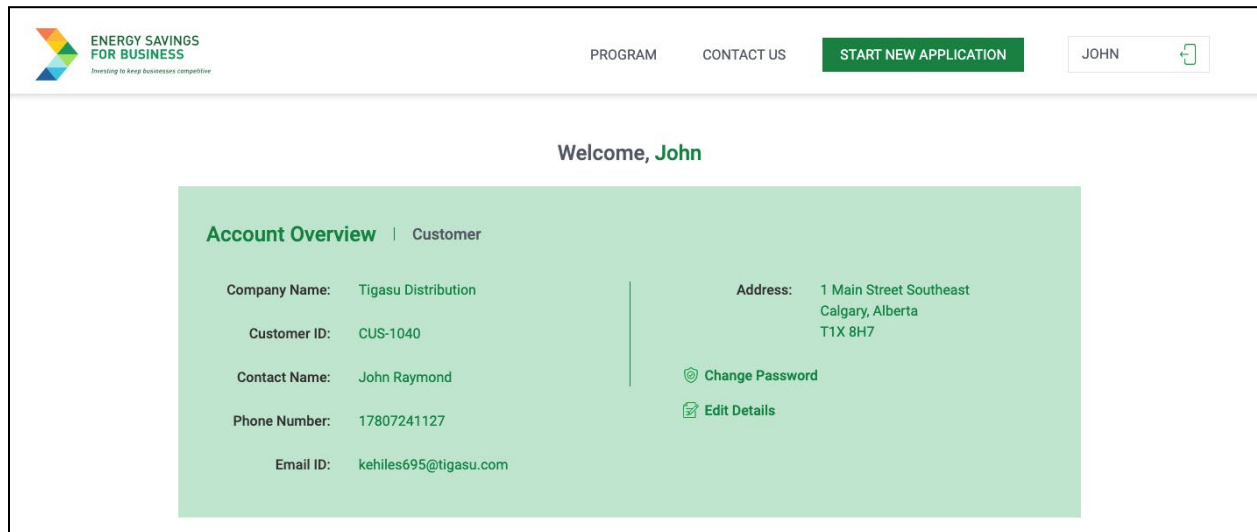 ENERGY SAVINGS
FOR BUSINESS
Investing to keep businesses competitive
PROGRAM CONTACT US START NEW APPLICATION JOHN
Welcome, John
Account Overview | Customer
Company Name: Tigasu Distribution
Customer ID: CUS-1040
Contact Name: John Raymond
Phone Number: 17807241127
Email ID: kehiles695@tigasu.com
Address: 1 Main Street Southeast
Calgary, Alberta
T1X 8H7
Change Password
Edit Details